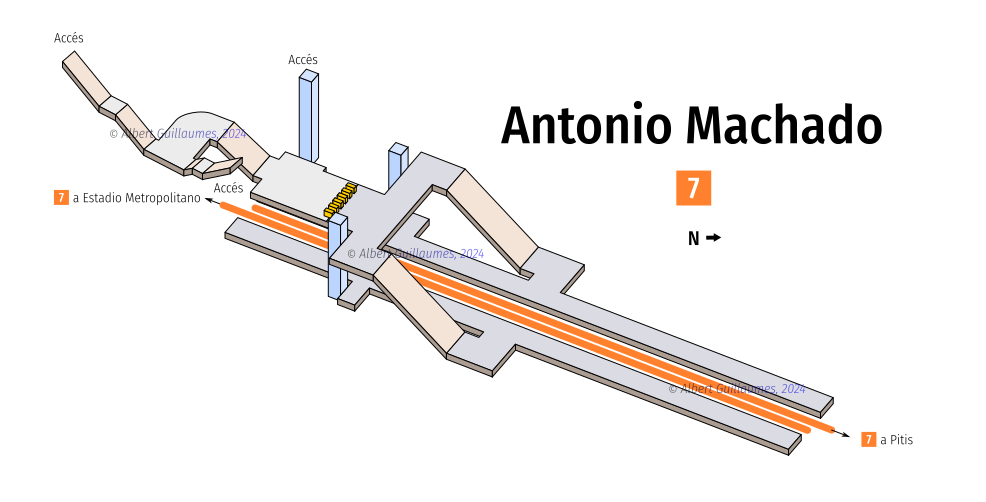 Accés
Accés
Antonio Machado
© Albert Guillaumes, 2024
7
Accés
7 a Estadio Metropolitano
N
© Albert Guillaumes, 2024
© Albert Guillaumes, 2024
7 a Pitis